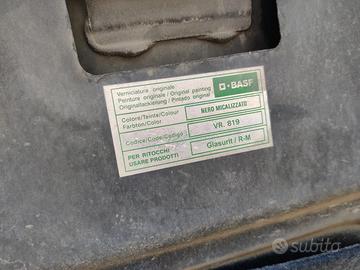 Verniciatura originale
Peinture originale / Original painting
Originallackierung / Pintado original
BASF
Colore/Teinte/Colour
Farbton/Color
NERO MICALIZZATO
Codice/Code/Codigo
VR. 819
PER RITOCCHI
USARE PRODOTTI
Glasurit / R-M
subito